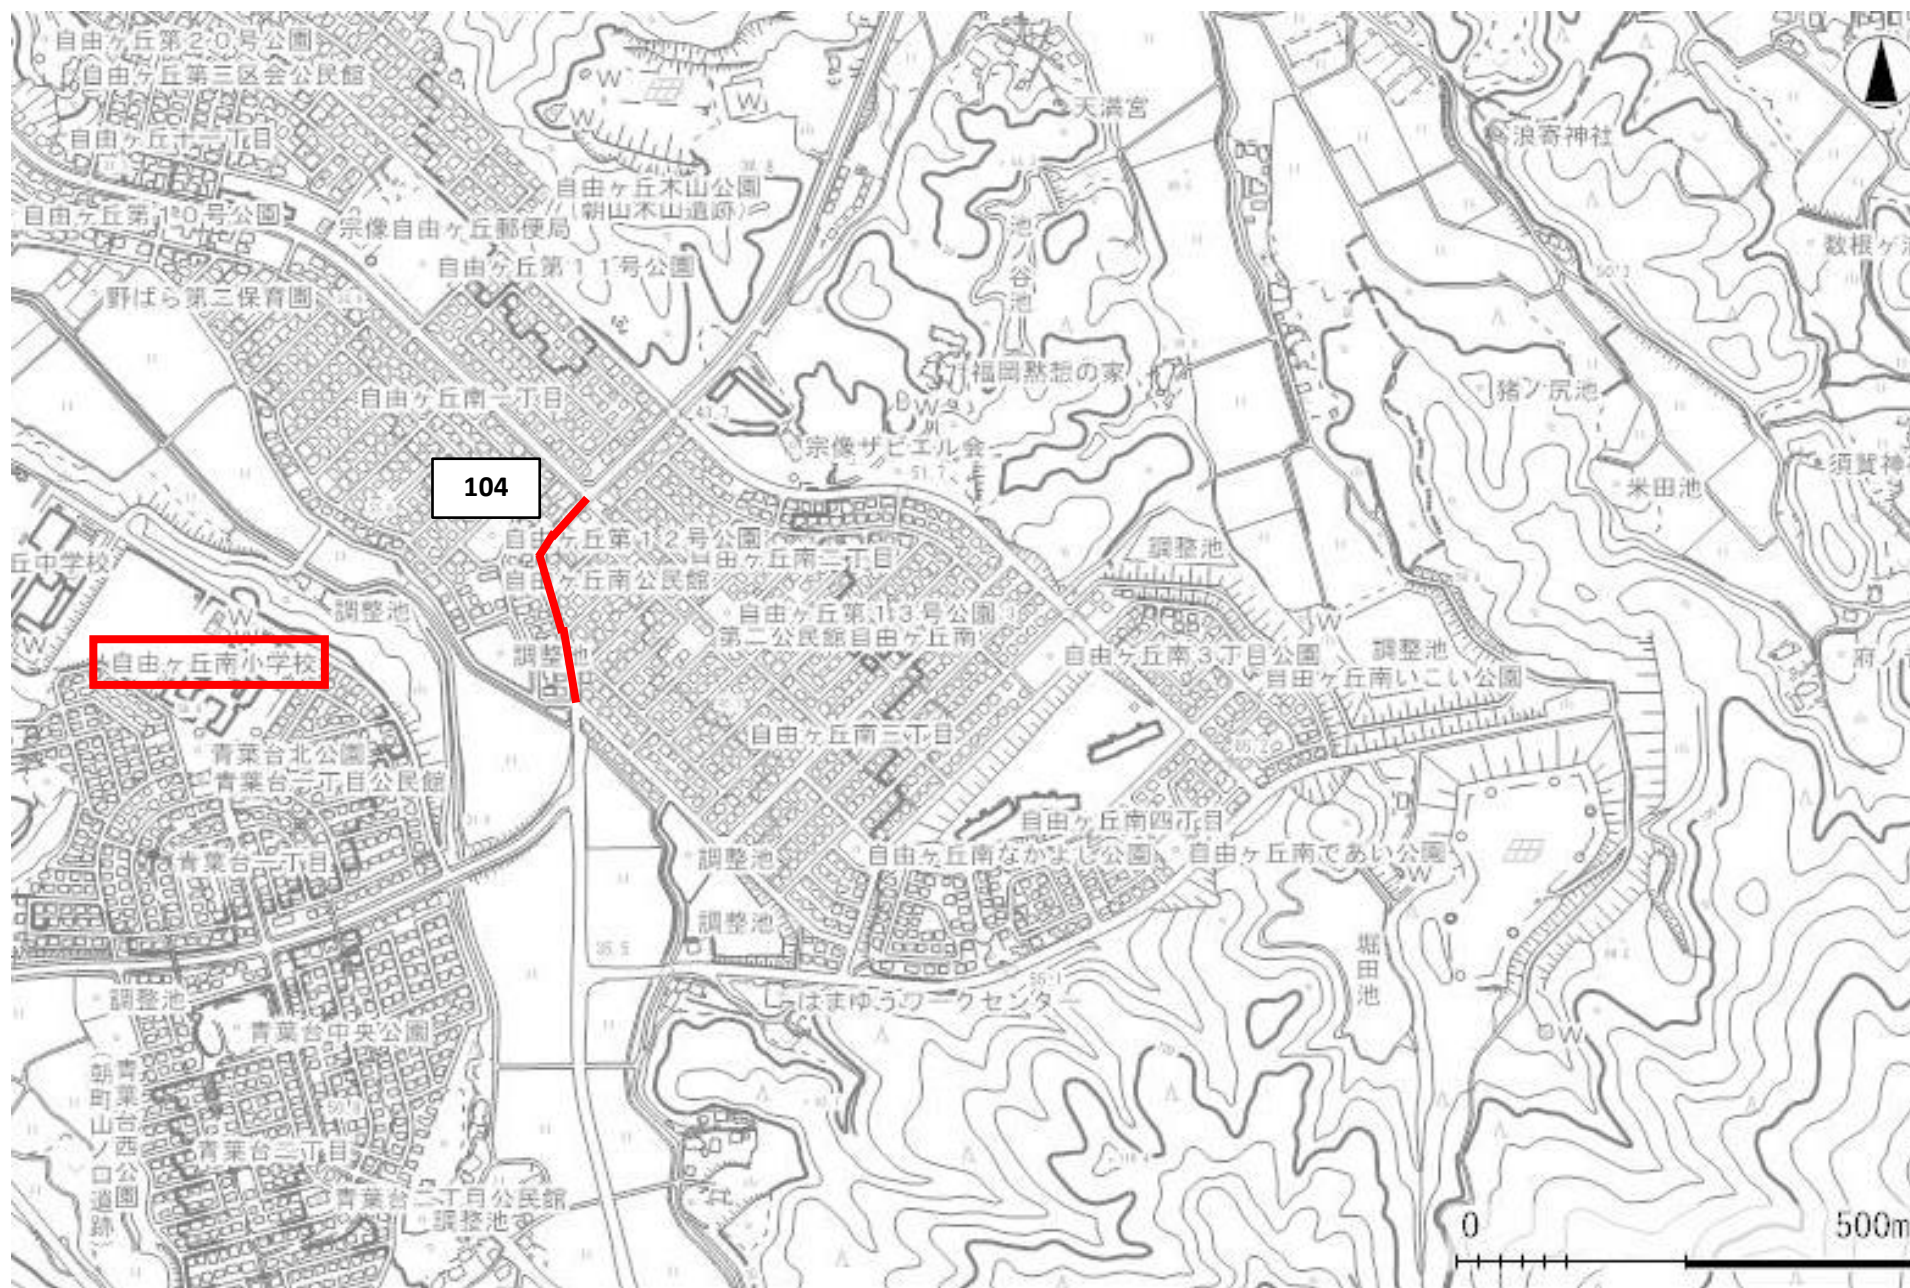 自由ヶ丘第２０号公園
自由ヶ丘第三区会公民館
自由ヶ丘十一丁目
自由ヶ丘第１０号公園
野ばら第二保育園
宗像自由ヶ丘郵便局
自由ヶ丘第１１号公園
自由ヶ丘木山公園
（朝山木山遺跡）
W
W
W
天満宮
浪寄神社
池ノ谷池
福岡黙想の家
W
猪ノ尻池
米田池
自由ヶ丘南一丁目
43.7
宗像ザビエル会
51.7
104
自由ヶ丘第１２号公園
由ヶ丘南二丁目
自由ヶ丘南公民館
自由ヶ丘第１３号公園
第二公民館自由ヶ丘南
調整池
W
調整池
自由ヶ丘南３丁目公園
自由ヶ丘南いこい公園
丘中学校
W
W
調整池
調整池
自由ヶ丘南小学校
青葉台北公園
青葉台一丁目公民館
自由ヶ丘南三丁目
自由ヶ丘南四丁目
青葉台一丁目
調整池
自由ヶ丘南なかよし公園
自由ヶ丘南であい公園
W
調整池
35.5
堀田池
はまゆうワークセンター
W
調整池
青葉台中央公園
青葉台西公園
（朝町山ノ口遺跡）
青葉台二丁目
青葉台二丁目公民館
調整池
0
500m